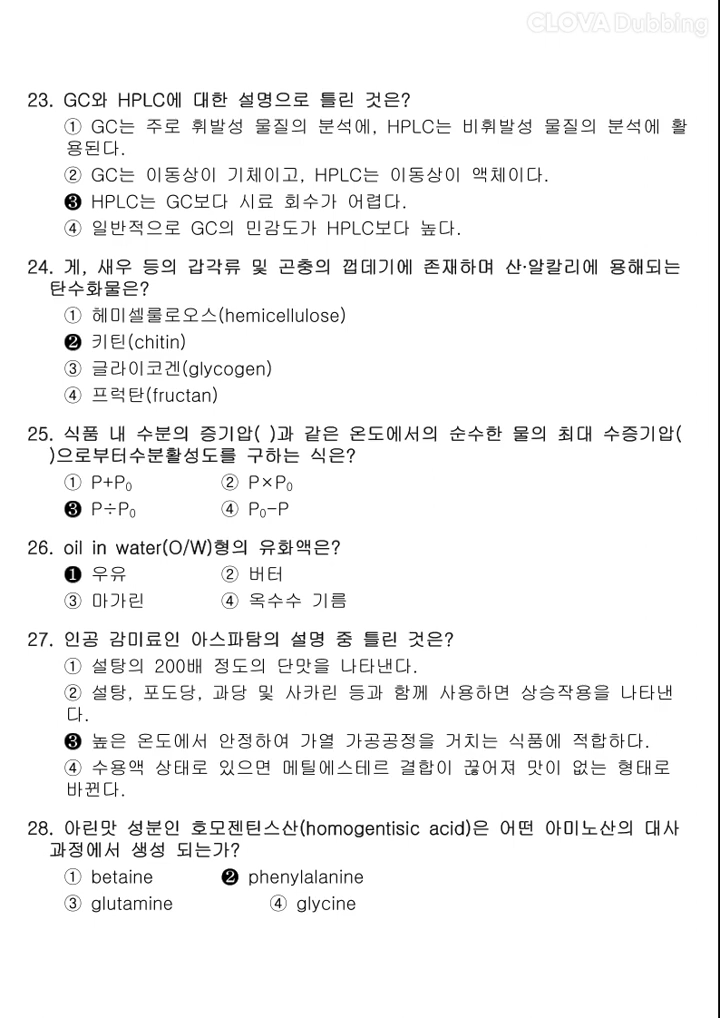 CLOVA Dubbing
23. GC와 HPLC에 대한 설명으로 틀린 것은?
① GC는 주로 휘발성 물질의 분석에, HPLC는 비휘발성 물질의 분석에 활
용된다.
② GC는 이동상이 기체이고, HPLC는 이동상이 액체이다.
❸ HPLC는 GC보다 시료 회수가 어렵다.
④ 일반적으로 GC의 민감도가 HPLC보다 높다.
24. 게, 새우 등의 갑각류 및 곤충의 껍데기에 존재하며 산·알칼리에 용해되는
탄수화물은?
① 헤미셀룰로오스(hemicellulose)
❷ 키틴(chitin)
③ 글라이코겐(glycogen)
④ 프럭탄(fructan)
25. 식품 내 수분의 증기압( )과 같은 온도에서의 순수한 물의 최대 수증기압(
)으로부터수분활성도를 구하는 식은?
① P+P₀ ② P×P₀
❸ P÷P₀ ④ P₀-P
26. oil in water(O/W)형의 유화액은?
❶ 우유 ② 버터
③ 마가린 ④ 옥수수 기름
27. 인공 감미료인 아스파탐의 설명 중 틀린 것은?
① 설탕의 200배 정도의 단맛을 나타낸다.
② 설탕, 포도당, 과당 및 사카린 등과 함께 사용하면 상승작용을 나타낸
다.
❸ 높은 온도에서 안정하여 가열 가공공정을 거치는 식품에 적합하다.
④ 수용액 상태로 있으면 메틸에스테르 결합이 끊어져 맛이 없는 형태로
바뀐다.
28. 아린맛 성분인 호모젠틴스산(homogentisic acid)은 어떤 아미노산의 대사
과정에서 생성 되는가?
① betaine ❷ phenylalanine
③ glutamine ④ glycine